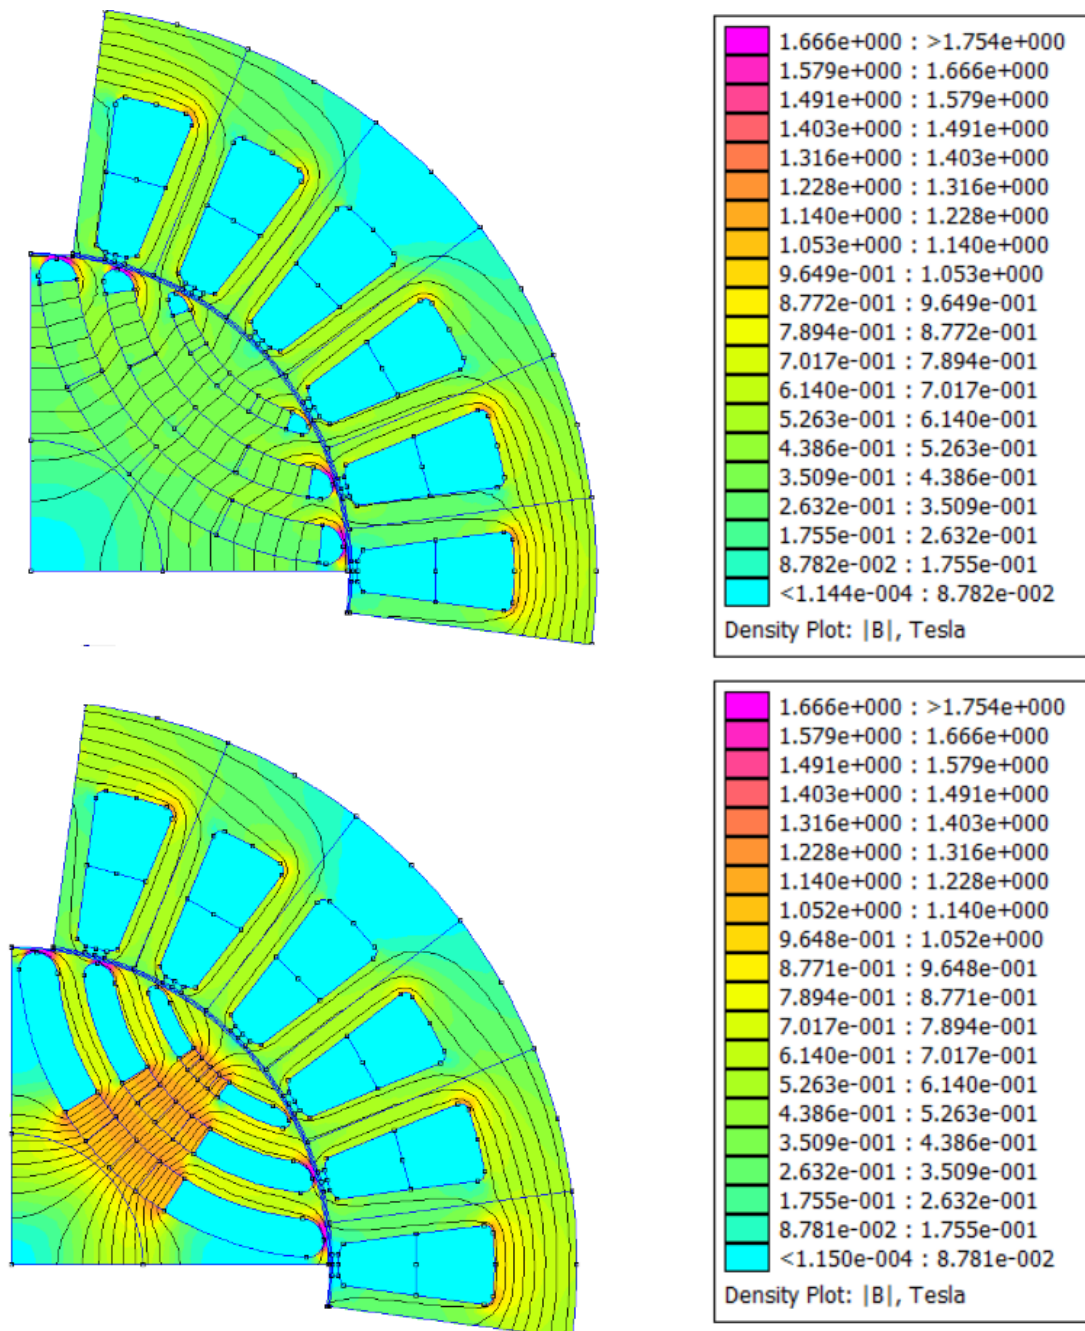 1.666e+000 : >1.754e+000
1.579e+000 : 1.666e+000
1.491e+000 : 1.579e+000
1.403e+000 : 1.491e+000
1.316e+000 : 1.403e+000
1.228e+000 : 1.316e+000
1.140e+000 : 1.228e+000
1.053e+000 : 1.140e+000
9.649e-001 : 1.053e+000
8.772e-001 : 9.649e-001
7.894e-001 : 8.772e-001
7.017e-001 : 7.894e-001
6.140e-001 : 7.017e-001
5.263e-001 : 6.140e-001
4.386e-001 : 5.263e-001
3.509e-001 : 4.386e-001
2.632e-001 : 3.509e-001
1.755e-001 : 2.632e-001
8.782e-002 : 1.755e-001
<1.144e-004 : 8.782e-002
Density Plot: |B|, Tesla
1.666e+000 : >1.754e+000
1.579e+000 : 1.666e+000
1.491e+000 : 1.579e+000
1.403e+000 : 1.491e+000
1.316e+000 : 1.403e+000
1.228e+000 : 1.316e+000
1.140e+000 : 1.228e+000
1.052e+000 : 1.140e+000
9.648e-001 : 1.052e+000
8.771e-001 : 9.648e-001
7.894e-001 : 8.771e-001
7.017e-001 : 7.894e-001
6.140e-001 : 7.017e-001
5.263e-001 : 6.140e-001
4.386e-001 : 5.263e-001
3.509e-001 : 4.386e-001
2.632e-001 : 3.509e-001
1.755e-001 : 2.632e-001
8.781e-002 : 1.755e-001
<1.150e-004 : 8.781e-002
Density Plot: |B|, Tesla